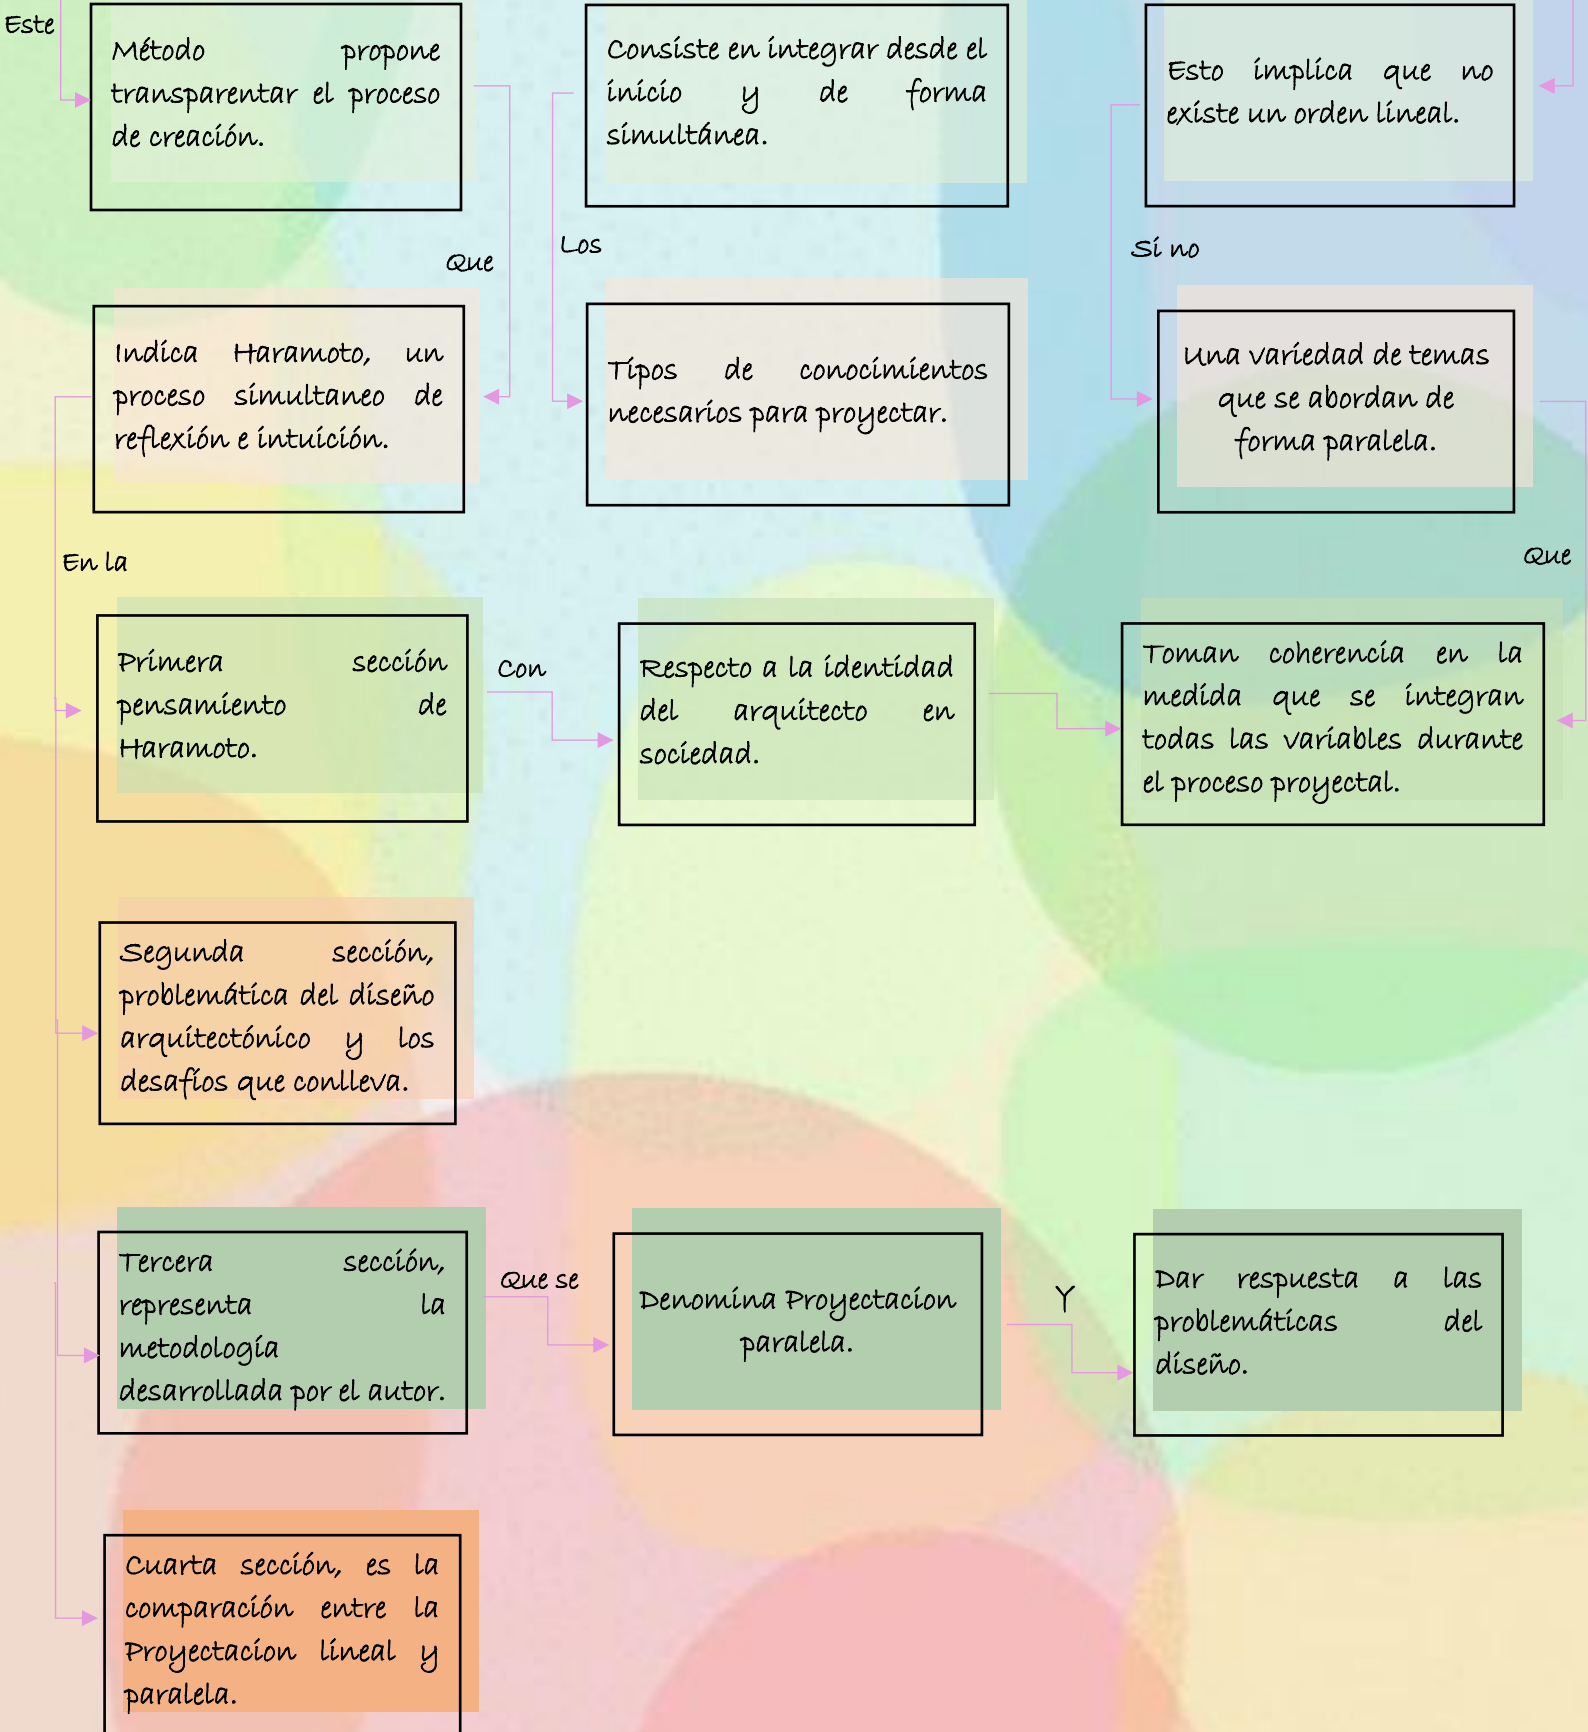 Este
Método propone
transparentar el proceso
de creación.
Consiste en integrar desde el
inicio y de forma
simultánea.
Esto implica que no
existe un orden lineal.
Que
Los
Si no
Indica Haramoto, un
proceso simultaneo de
reflexión e intuición.
Tipos de conocimientos
necesarios para proyectar.
Una variedad de temas
que se abordan de
forma paralela.
En la
Que
Primera sección
pensamiento de
Haramoto.
Con
Respecto a la identidad
del arquitecto en
sociedad.
Toman coherencia en la
medida que se integran
todas las variables durante
el proceso proyectal.
Segunda sección,
problemática del diseño
arquitectónico y los
desafíos que conlleva.
Tercera sección,
representa la
metodología
desarrollada por el autor.
Que se
Denomina Proyectacion
paralela.
Y
Dar respuesta a las
problemáticas del
diseño.
Cuarta sección, es la
comparación entre la
Proyectacion lineal y
paralela.